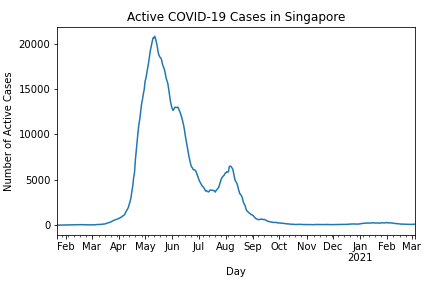 Active COVID-19 Cases in Singapore
Number of Active Cases
20000
15000
10000
5000
0
Feb Mar Apr May Jun Jul Aug Sep Oct Nov Dec Jan Feb Mar
2021
Day